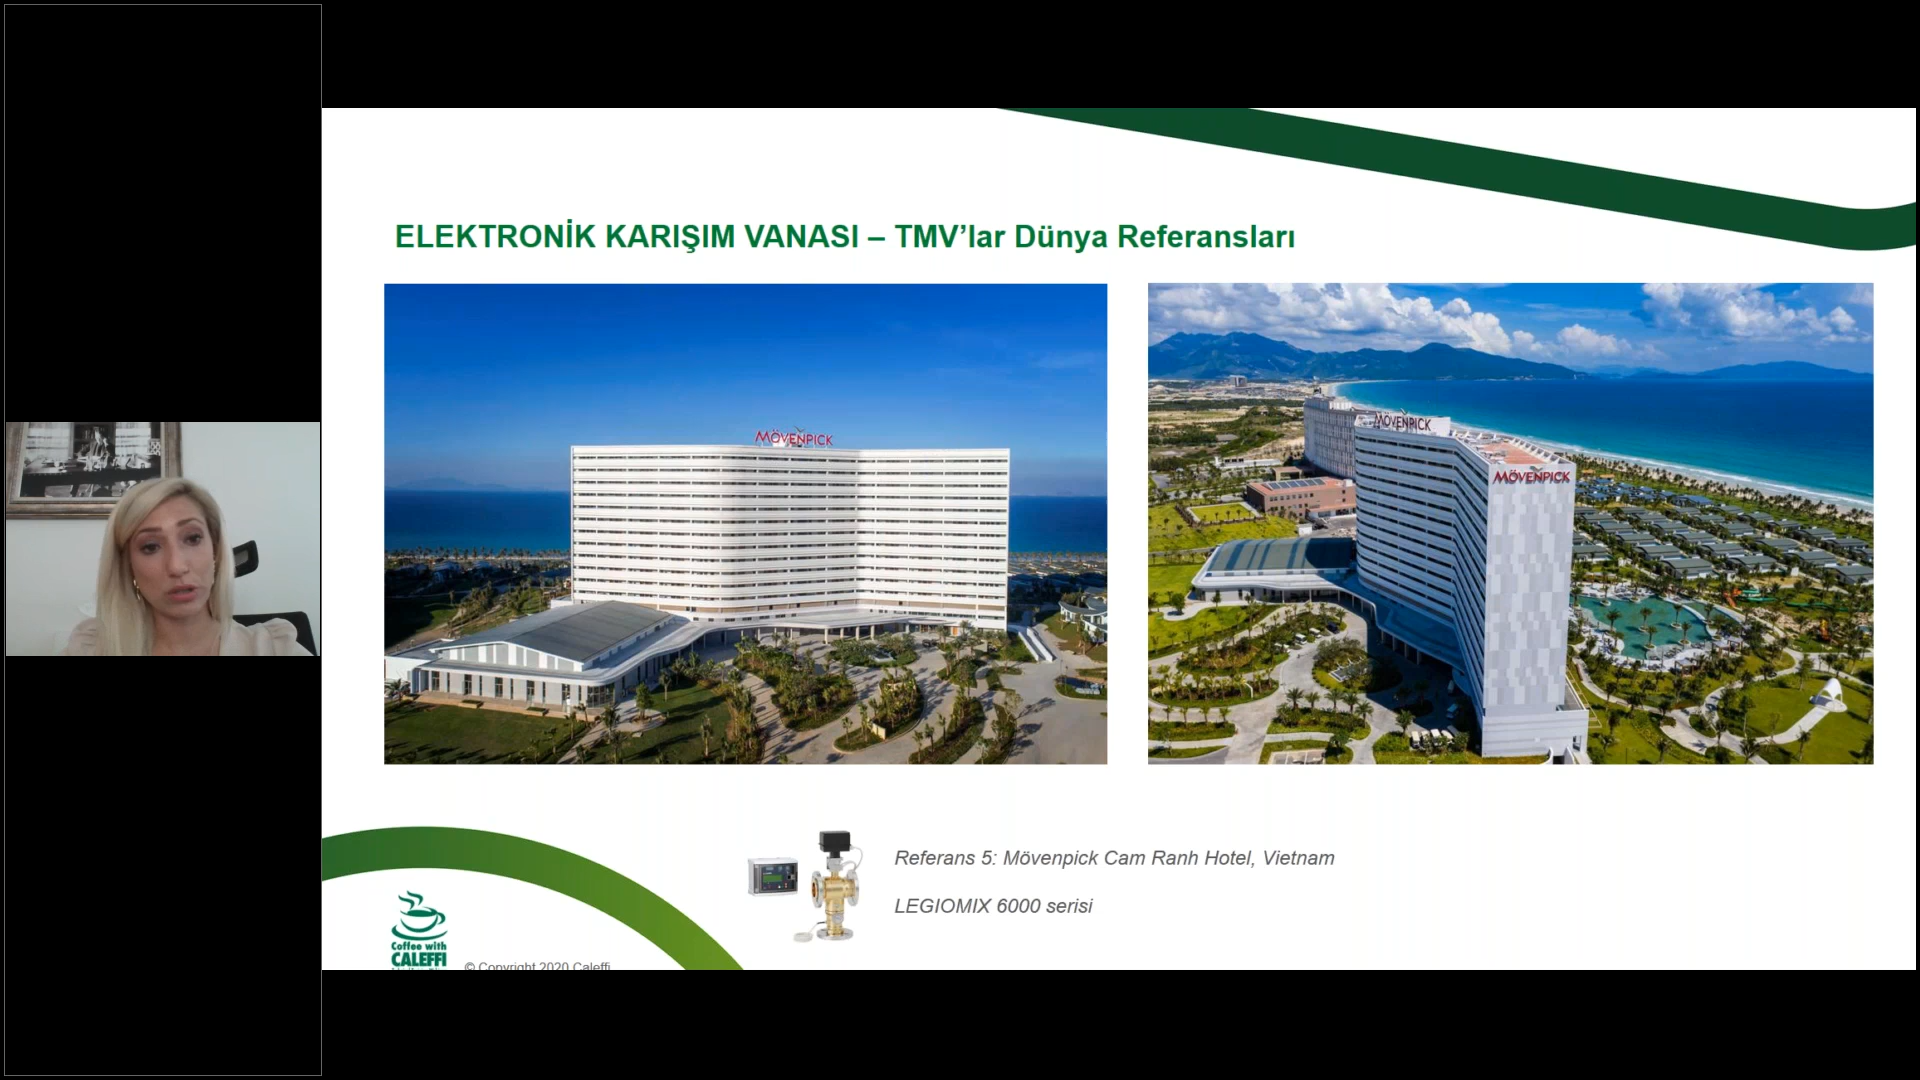 ELEKTRONİK KARIŞIM VANASI – TMV’lar Dünya Referansları
MÖVENPICK
MÖVENPICK
MÖVENPICK
Referans 5: Mövenpick Cam Ranh Hotel, Vietnam
LEGIOMIX 6000 serisi
Coffee with
CALEFFI
© Copyright 2020 Caleffi